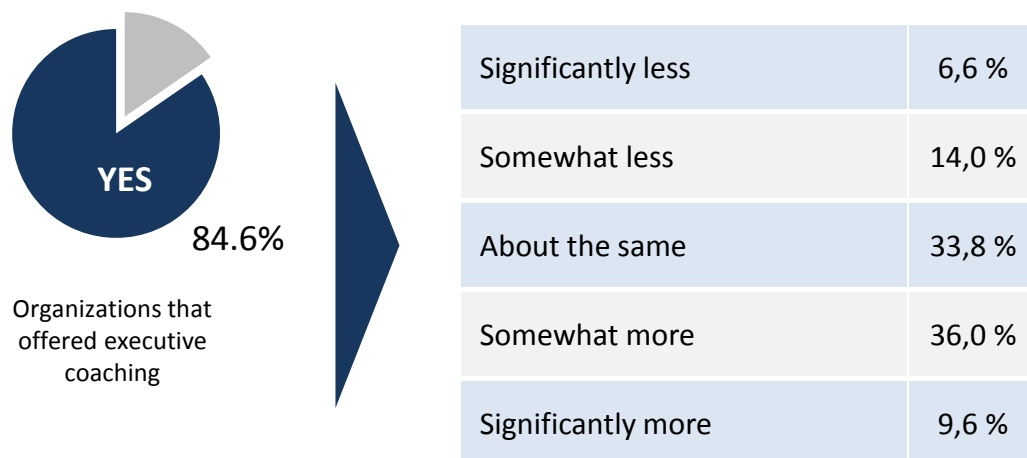 YES
84.6%
Organizations that
offered executive
coaching
Significantly less 6,6 %
Somewhat less 14,0 %
About the same 33,8 %
Somewhat more 36,0 %
Significantly more 9,6 %